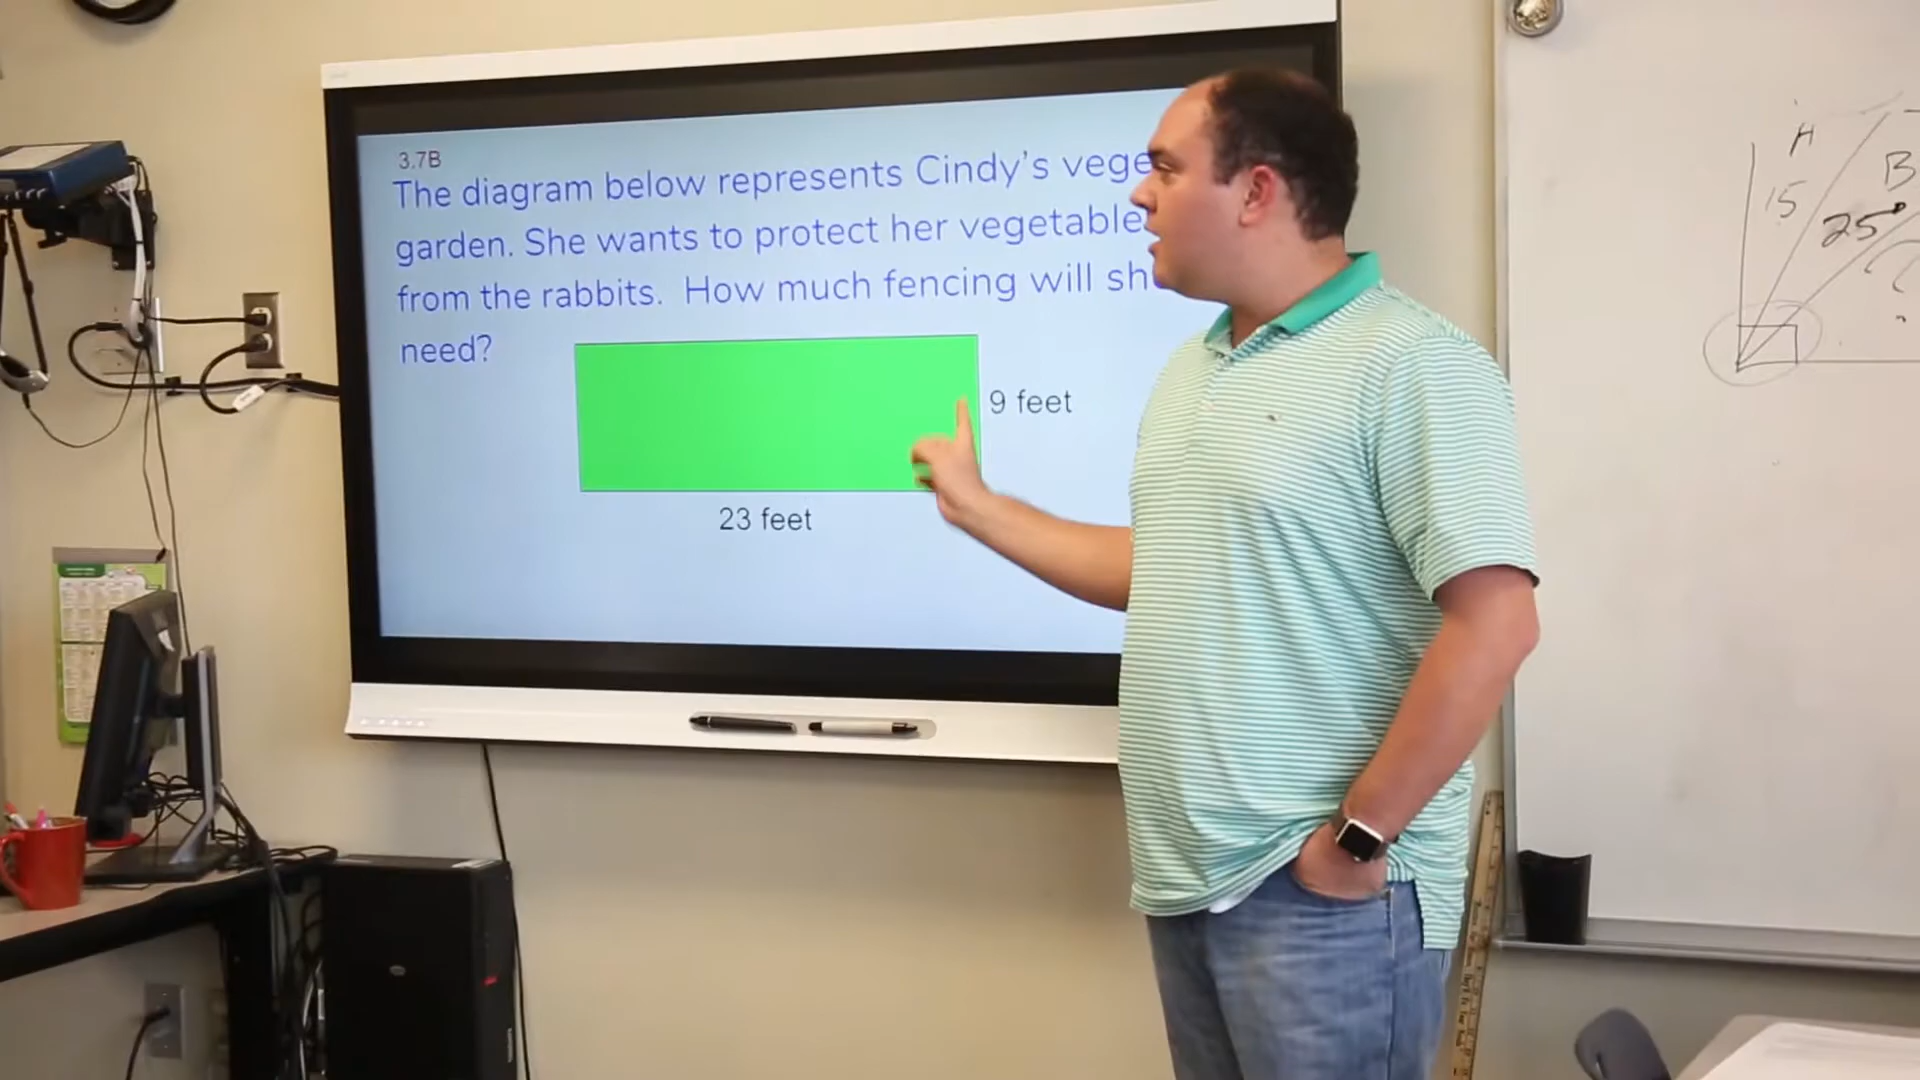 3.7B
The diagram below represents Cindy's vege
garden. She wants to protect her vegetable
from the rabbits. How much fencing will sh
need?
9 feet
23 feet
H
B
15
25°